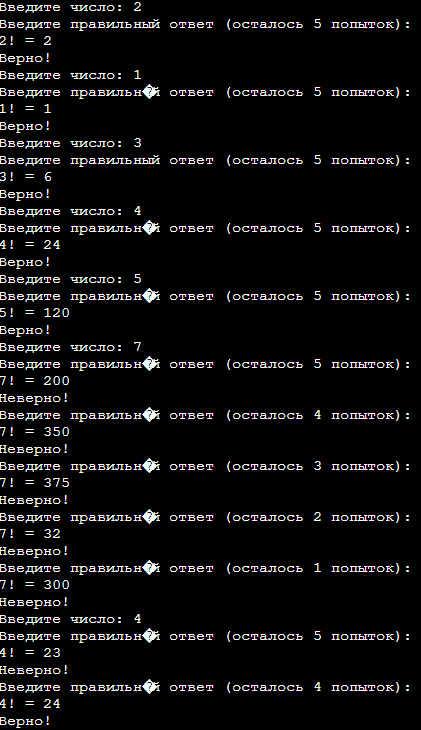 Введите число: 2
Введите правильный ответ (осталось 5 попыток):
2! = 2
Верно!
Введите число: 1
Введите правильн�й ответ (осталось 5 попыток):
1! = 1
Верно!
Введите число: 3
Введите правильный ответ (осталось 5 попыток):
3! = 6
Верно!
Введите число: 4
Введите правильн�й ответ (осталось 5 попыток):
4! = 24
Верно!
Введите число: 5
Введите правильн�й ответ (осталось 5 попыток):
5! = 120
Верно!
Введите число: 7
Введите правильн�й ответ (осталось 5 попыток):
7! = 200
Неверно!
Введите правильн�й ответ (осталось 4 попыток):
7! = 350
Неверно!
Введите правильн�й ответ (осталось 3 попыток):
7! = 375
Неверно!
Введите правильн�й ответ (осталось 2 попыток):
7! = 32
Неверно!
Введите правильн�й ответ (осталось 1 попыток):
7! = 300
Неверно!
Введите число: 4
Введите правильн�й ответ (осталось 5 попыток):
4! = 23
Неверно!
Введите правильн�й ответ (осталось 4 попыток):
4! = 24
Верно!